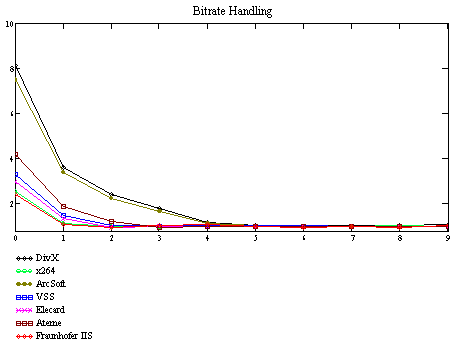 Bitrate Handling
10
8
6
4
2
0 1 2 3 4 5 6 7 8 9
DivX
x264
ArcSoft
VSS
Elecard
Ateme
Fraunhofer IIS